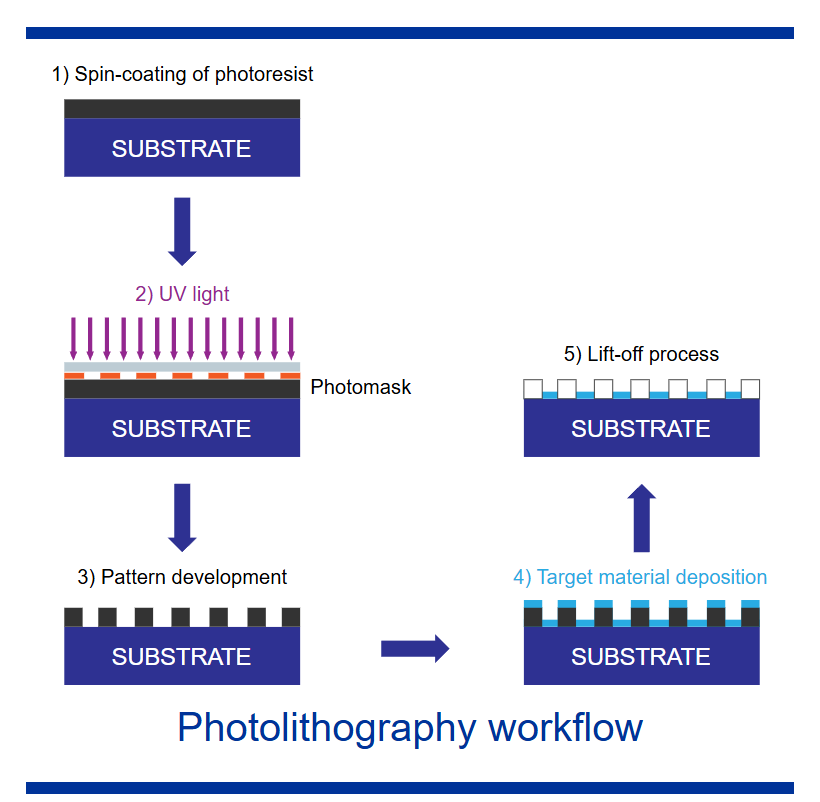 1) Spin-coating of photoresist
SUBSTRATE
2) UV light
Photomask
SUBSTRATE
3) Pattern development
SUBSTRATE
4) Target material deposition
SUBSTRATE
5) Lift-off process
SUBSTRATE
Photolithography workflow